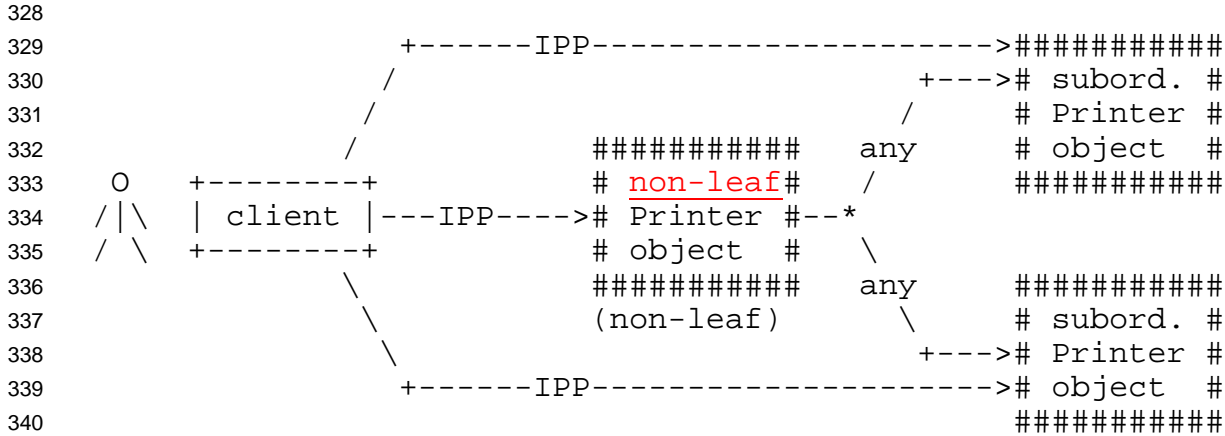 328
329                     +------IPP--------------------->###########
330                    /                           +--->#  subord. #
331                   /                           /     #  Printer #
332                  /            ###########   any     #  object  #
333     O    +--------+           # non-leaf#   /       ###########
334    /|\   | client |---IPP---->#  Printer #--*
335    / \   +--------+           #  object  #   \
336                  \            ###########   any     ###########
337                   \           (non-leaf)      \     #  subord. #
338                    \                           +--->#  Printer #
339                     +------IPP--------------------->#  object  #
340                                                     ###########